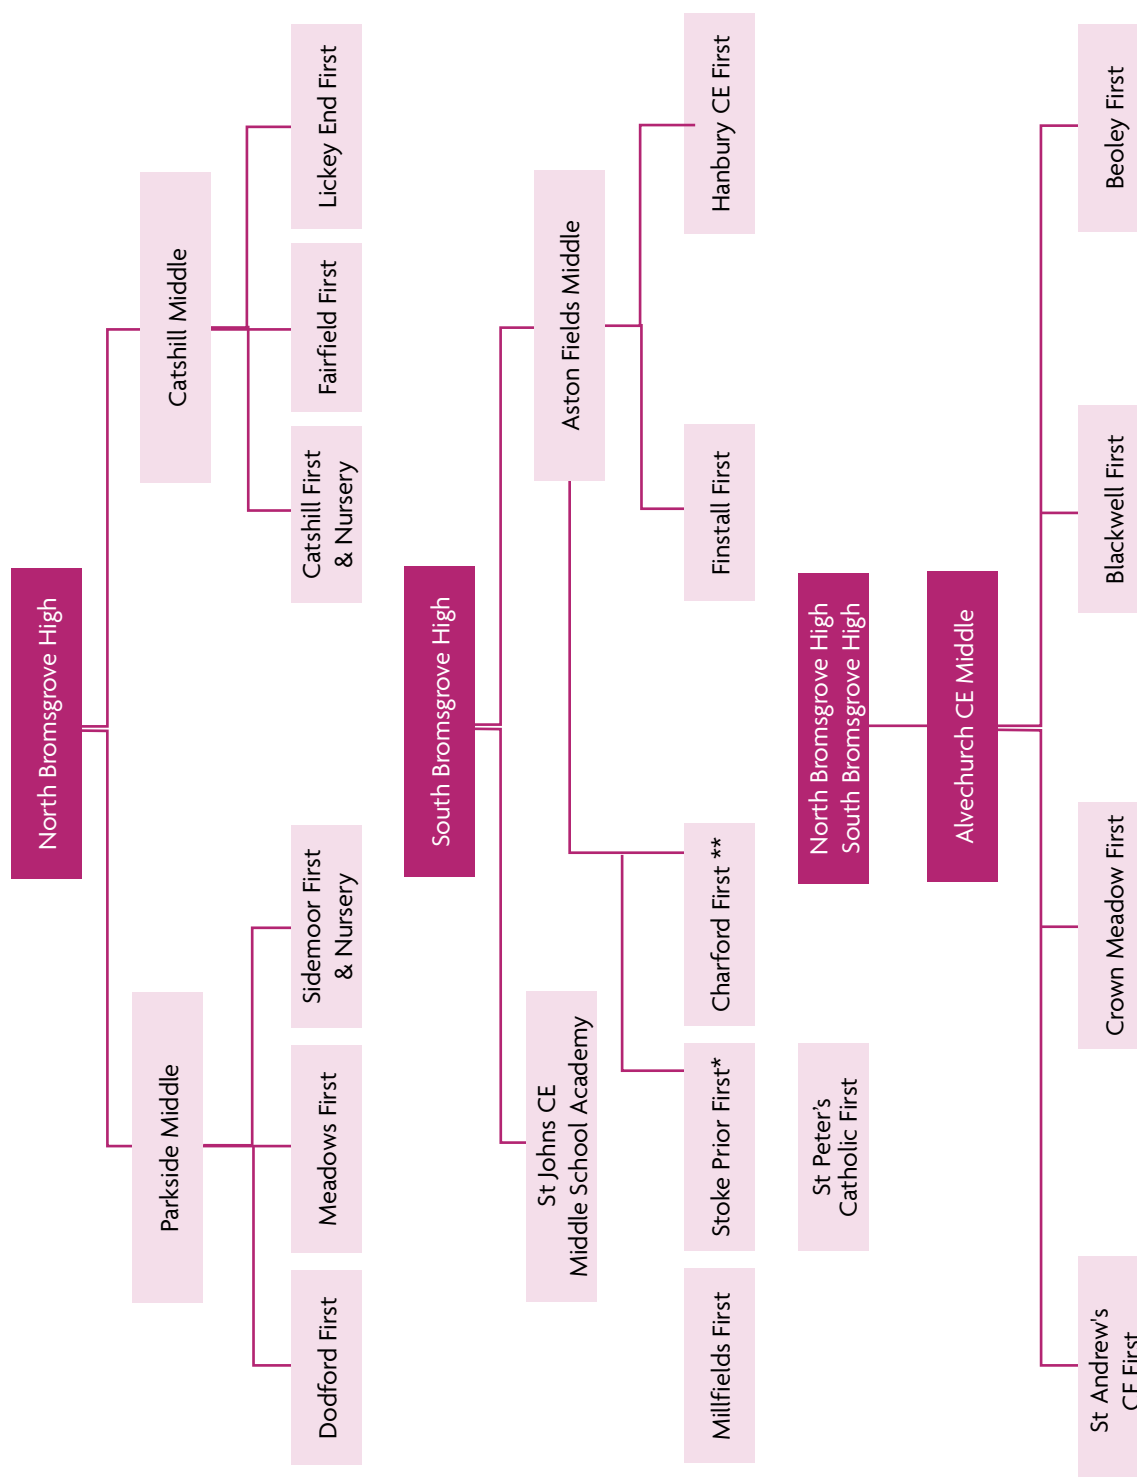 North Bromsgrove High
Parkside Middle
Catshill Middle
Dodford First
Meadows First
Sidemoor First
& Nursery
Catshill First
& Nursery
Fairfield First
Lickey End First
South Bromsgrove High
St Johns CE
Middle School Academy
Aston Fields Middle
Millfields First
Stoke Prior First*
Charford First **
Finstall First
Hanbury CE First
St Peter's
Catholic First
North Bromsgrove High
South Bromsgrove High
Alvechurch CE Middle
St Andrew's
CE First
Crown Meadow First
Blackwell First
Beoley First